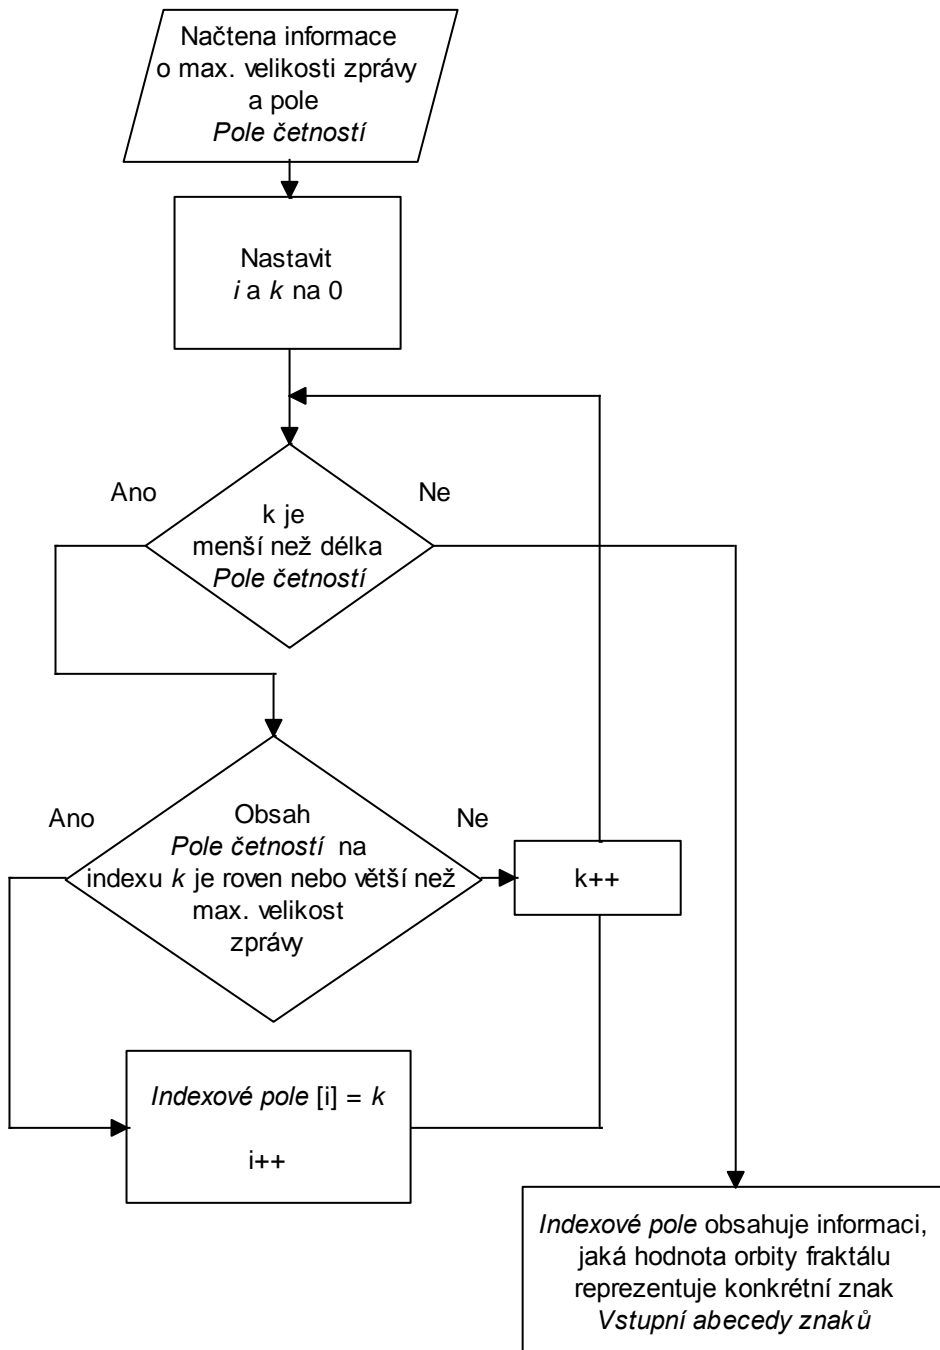 Načtena informace
o max. velikosti zprávy
a pole
Pole četností
Nastavit
i a k na 0
Ano
Ne
k je
menší než délka
Pole četností
Ano
Ne
Obsah
Pole četností na
indexu k je roven nebo větší než
max. velikost
zprávy
k++
Indexové pole [i] = k
i++
Indexové pole obsahuje informaci,
jaká hodnota orbity fraktálu
reprezentuje konkrétní znak
Vstupní abecedy znaků